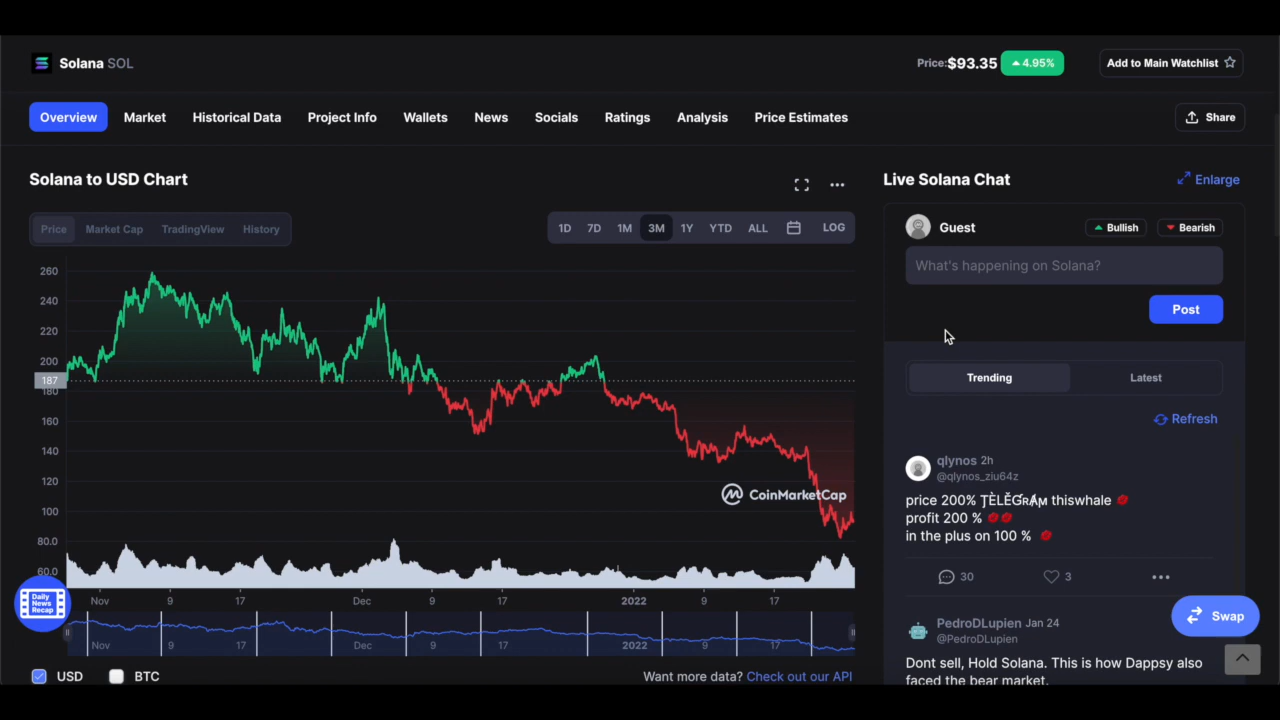 Solana SOL
Price:$93.35 4.95%
Add to Main Watchlist
Overview Market Historical Data Project Info Wallets News Socials Ratings Analysis Price Estimates
Share
Solana to USD Chart
Price Market Cap TradingView History
1D 7D 1M 3M 1Y YTD ALL LOG
260
240
220
200
187
180
160
140
120
100
80.0
60.0
CoinMarketCap
Nov 9 17 Dec 9 17 2022 9 17
Nov 9 17 Dec 9 17 2022 9 17
Daily
News
Recap
USD BTC
Want more data? Check out our API
Live Solana Chat
Enlarge
Guest
Bullish Bearish
What's happening on Solana?
Post
Trending Latest
Refresh
qlynos 2h
@qlynos_ziu64z
price 200% ŢÈLĚƓRȺM thiswhale
profit 200 %
in the plus on 100 %
30 3
PedroDLupien Jan 24
@PedroDLupien
Dont sell, Hold Solana. This is how Dappsy also
faced the bear market.
Swap